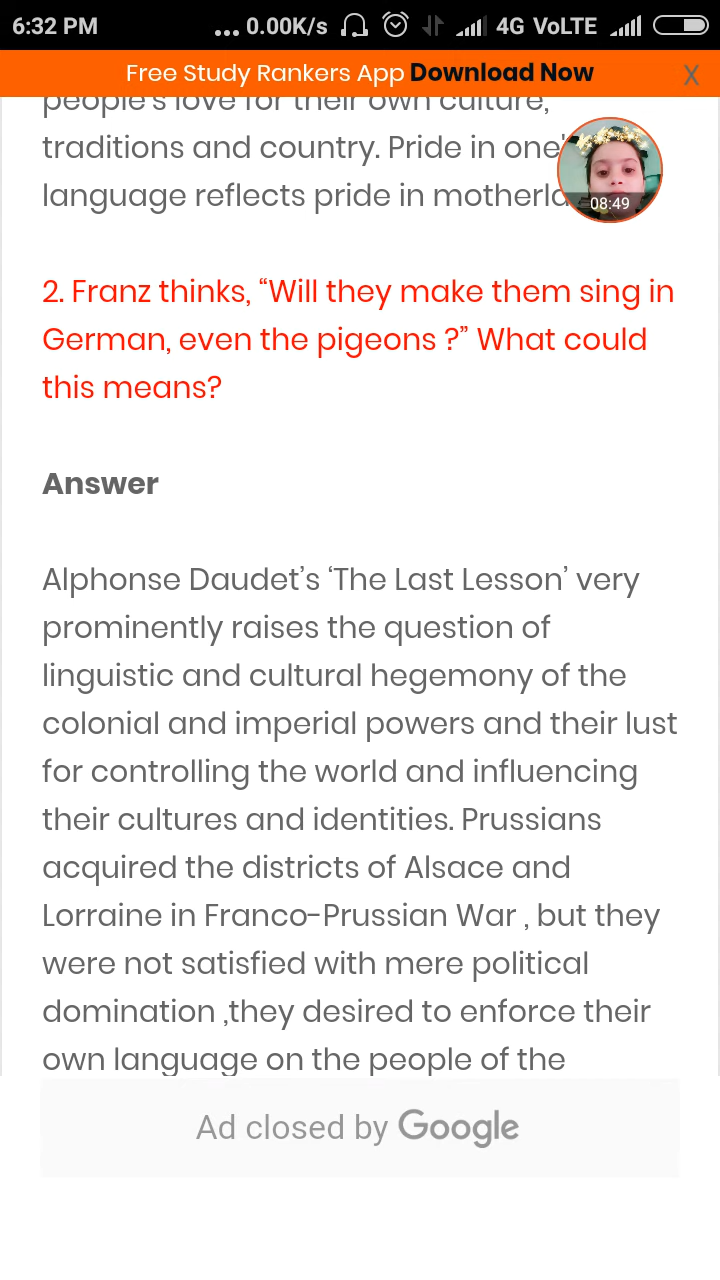 6:32 PM ... 0.00K/s 4G VoLTE
Free Study Rankers App Download Now X
people's love for their own culture,
traditions and country. Pride in one'
language reflects pride in motherla
08:49
2. Franz thinks, “Will they make them sing in
German, even the pigeons ?” What could
this means?
Answer
Alphonse Daudet’s ‘The Last Lesson’ very
prominently raises the question of
linguistic and cultural hegemony of the
colonial and imperial powers and their lust
for controlling the world and influencing
their cultures and identities. Prussians
acquired the districts of Alsace and
Lorraine in Franco-Prussian War , but they
were not satisfied with mere political
domination ,they desired to enforce their
own language on the people of the
Ad closed by Google